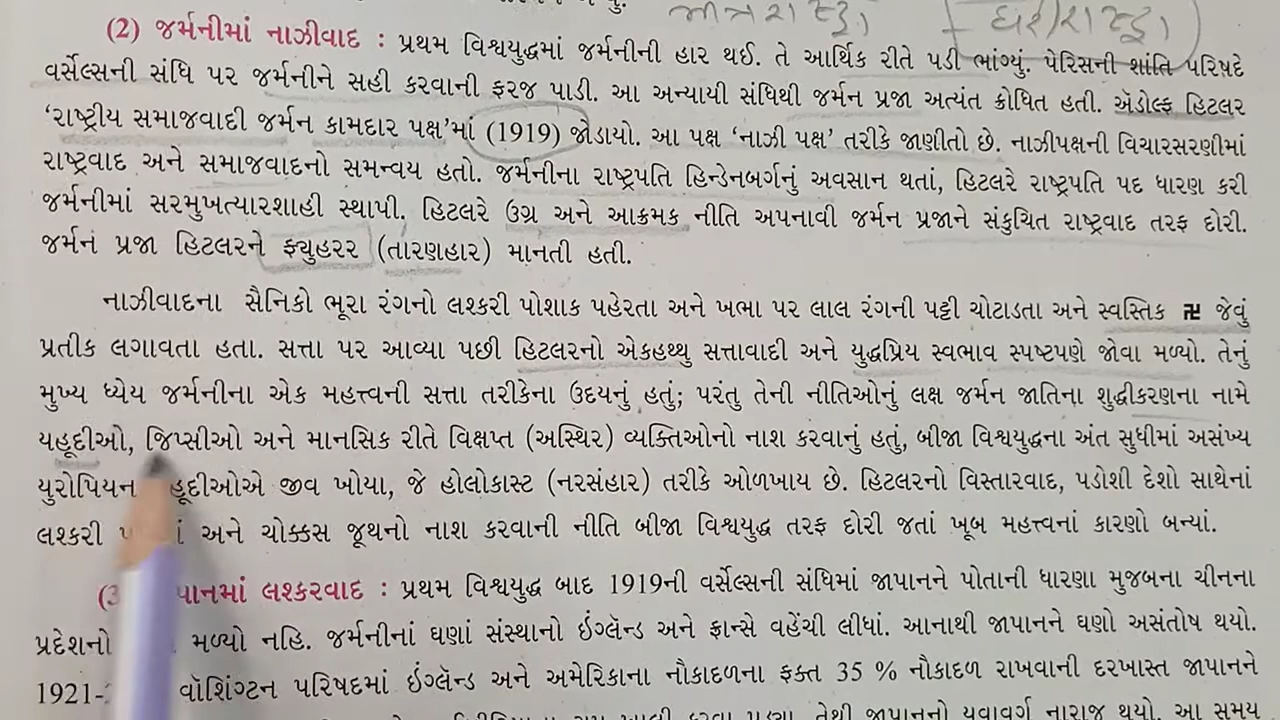 માતૃરાષ્ટ્ર
(2) જર્મનીમાં નાઝીવાદ : પ્રથમ વિશ્વયુદ્ધમાં જર્મનીની હાર થઈ. તે આર્થિક રીતે પડી ભાંગ્યું. પેરિસની શાંતિ પરિષદે
વર્સેલ્સની સંધિ પર જર્મનીને સહી કરવાની ફરજ પાડી. આ અન્યાયી સંધિથી જર્મન પ્રજા અત્યંત ક્રોધિત હતી. ઍડોલ્ફ હિટલર
‘રાષ્ટ્રીય સમાજવાદી જર્મન કામદાર પક્ષ’માં (1919) જોડાયો. આ પક્ષ ‘નાઝી પક્ષ’ તરીકે જાણીતો છે. નાઝીપક્ષની વિચારસરણીમાં
રાષ્ટ્રવાદ અને સમાજવાદનો સમન્વય હતો. જર્મનીના રાષ્ટ્રપતિ હિન્ડેનબર્ગનું અવસાન થતાં, હિટલરે રાષ્ટ્રપતિ પદ ધારણ કરી
જર્મનીમાં સરમુખત્યારશાહી સ્થાપી. હિટલરે ઉગ્ર અને આક્રમક નીતિ અપનાવી જર્મન પ્રજાને સંકુચિત રાષ્ટ્રવાદ તરફ દોરી.
જર્મન પ્રજા હિટલરને ફ્યુહરર (તારણહાર) માનતી હતી.
નાઝીવાદના સૈનિકો ભૂરા રંગનો લશ્કરી પોશાક પહેરતા અને ખભા પર લાલ રંગની પટ્ટી ચોટાડતા અને સ્વસ્તિક 卍 જેવું
પ્રતીક લગાવતા હતા. સત્તા પર આવ્યા પછી હિટલરનો એકહથ્થુ સત્તાવાદી અને યુદ્ધપ્રિય સ્વભાવ સ્પષ્ટપણે જોવા મળ્યો. તેનું
મુખ્ય ધ્યેય જર્મનીના એક મહત્ત્વની સત્તા તરીકેના ઉદયનું હતું; પરંતુ તેની નીતિઓનું લક્ષ જર્મન જાતિના શુદ્ધીકરણના નામે
યહૂદીઓ, જિપ્સીઓ અને માનસિક રીતે વિક્ષપ્ત (અસ્થિર) વ્યક્તિઓનો નાશ કરવાનું હતું, બીજા વિશ્વયુદ્ધના અંત સુધીમાં અસંખ્ય
યુરોપિયન હૂદીઓએ જીવ ખોયા, જે હોલોકાસ્ટ (નરસંહાર) તરીકે ઓળખાય છે. હિટલરનો વિસ્તારવાદ, પડોશી દેશો સાથેનાં
લશ્કરી અને ચોક્કસ જૂથનો નાશ કરવાની નીતિ બીજા વિશ્વયુદ્ધ તરફ દોરી જતાં ખૂબ મહત્ત્વનાં કારણો બન્યાં.
(3 પાનમાં લશ્કરવાદ : પ્રથમ વિશ્વયુદ્ધ બાદ 1919ની વર્સેલ્સની સંધિમાં જાપાનને પોતાની ધારણા મુજબના ચીનના
પ્રદેશનો મળ્યો નહિ. જર્મનીનાં ઘણાં સંસ્થાનો ઇંગ્લૅન્ડ અને ફ્રાન્સે વહેંચી લીધાં. આનાથી જાપાનને ઘણો અસંતોષ થયો.
1921- વૉશિંગ્ટન પરિષદમાં ઇંગ્લૅન્ડ અને અમેરિકાના નૌકાદળના ફક્ત 35 % નૌકાદળ રાખવાની દરખાસ્ત જાપાનને
તેથી જાપાનનો યુવાવર્ગ નારાજ થયો. આ સમય